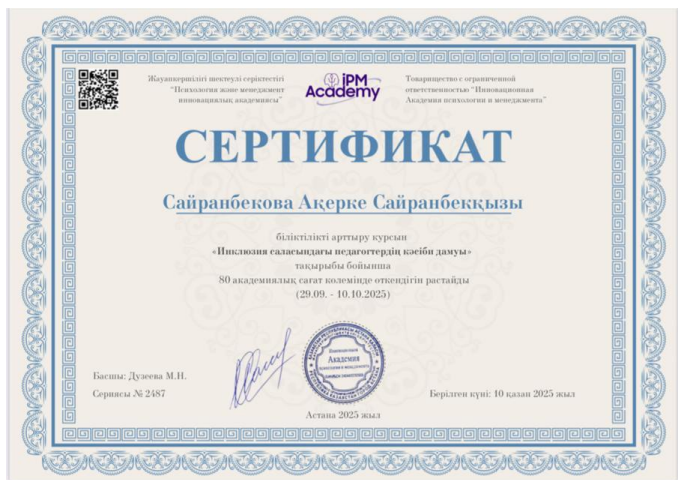 Жауапкершілігі шектеулі серіктестігі
"Психология және менеджмент
инновациялық академиясы"
iPM
Academy
Товарищество с ограниченной
ответственностью "Инновационная
Академия психологии и менеджмента"
СЕРТИФИКАТ
Сайранбекова Ақерке Сайранбекқызы
біліктілікті арттыру курсын
«Инклюзия саласындағы педагогтердің кәсіби дамуы»
тақырыбы бойынша
80 академиялық сағат көлемінде өткендігін растайды
(29.09. - 10.10.2025)
Басшы: Дузеева М.Н.
Сериясы № 2487
Академия
Берілген күні: 10 қазан 2025 жыл
Астана 2025 жыл